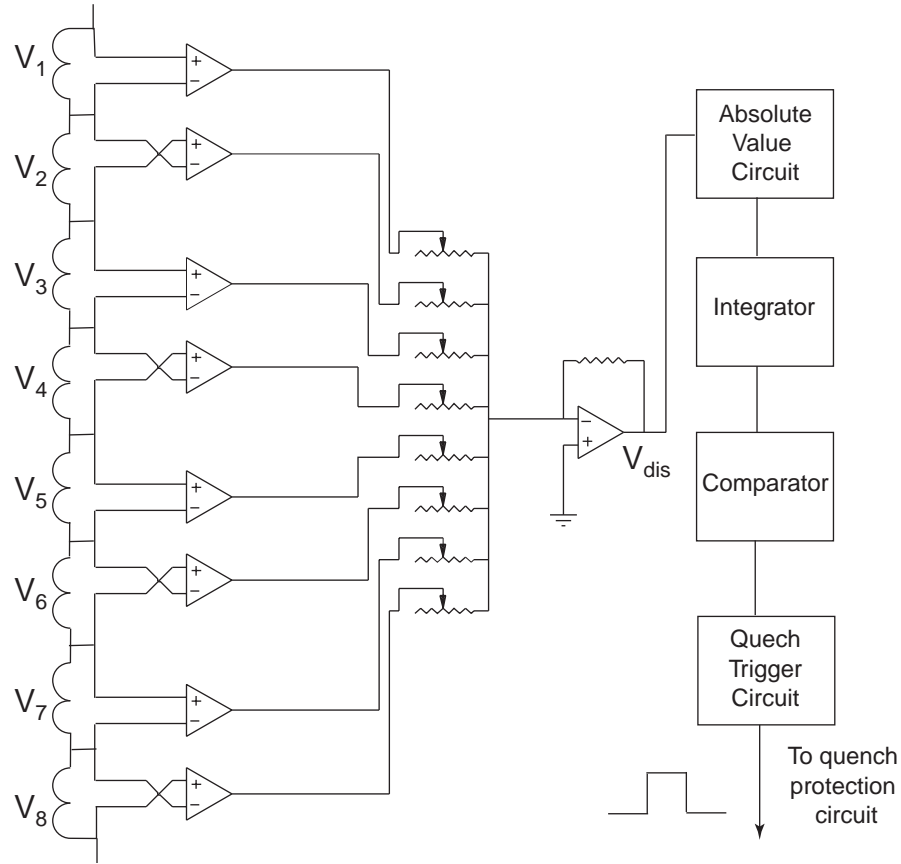 V1
V2
V3
V4
V5
V6
V7
V8
+
−
+
−
+
−
+
−
+
−
+
−
+
−
+
−
−
+
Vdis
Absolute
Value
Circuit
Integrator
Comparator
Quech
Trigger
Circuit
To quench
protection
circuit